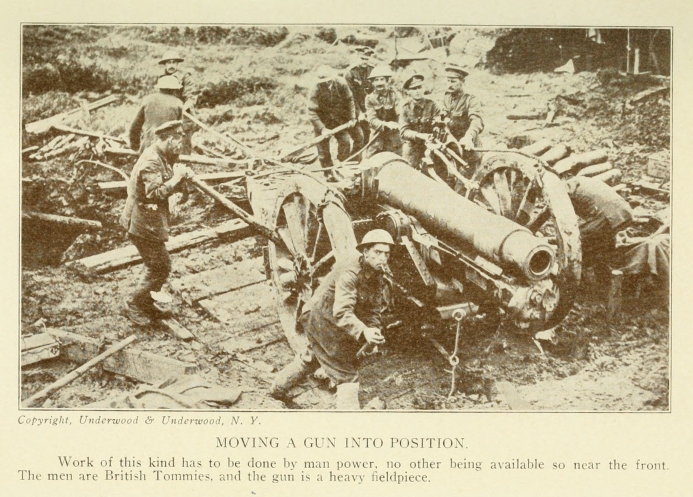 Copyright, Underwood & Underwood, N. Y.
MOVING A GUN INTO POSITION.
Work of this kind has to be done by man power, no other being available so near the front.
The men are British Tommies, and the gun is a heavy fieldpiece.